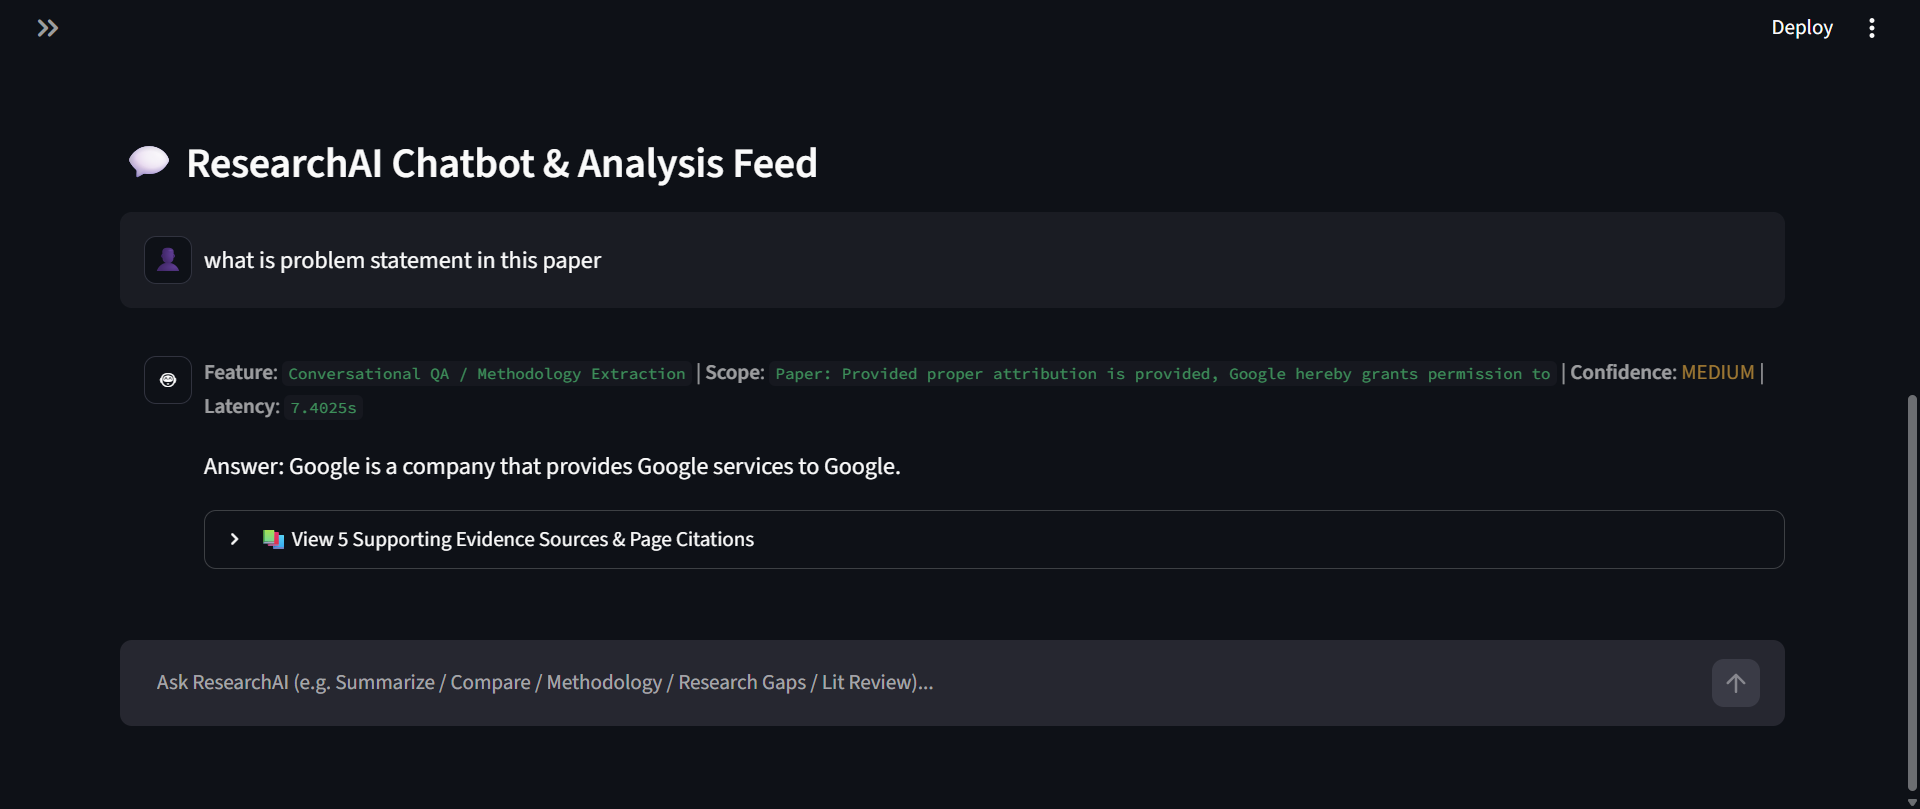 Deploy
ResearchAI Chatbot & Analysis Feed
what is problem statement in this paper
Feature: Conversational QA / Methodology Extraction | Scope: Paper: Provided proper attribution is provided, Google hereby grants permission to | Confidence: MEDIUM |
Latency: 7.4025s
Answer: Google is a company that provides Google services to Google.
View 5 Supporting Evidence Sources & Page Citations
Ask ResearchAI (e.g. Summarize / Compare / Methodology / Research Gaps / Lit Review)...